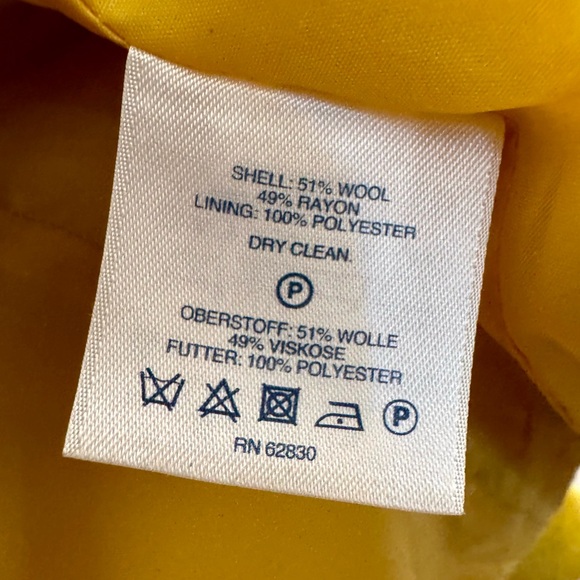 SHELL: 51% WOOL
49% RAYON
LINING: 100% POLYESTER
DRY CLEAN.
P
OBERSTOFF: 51% WOLLE
49% VISKOSE
FUTTER: 100% POLYESTER
P
RN 62830